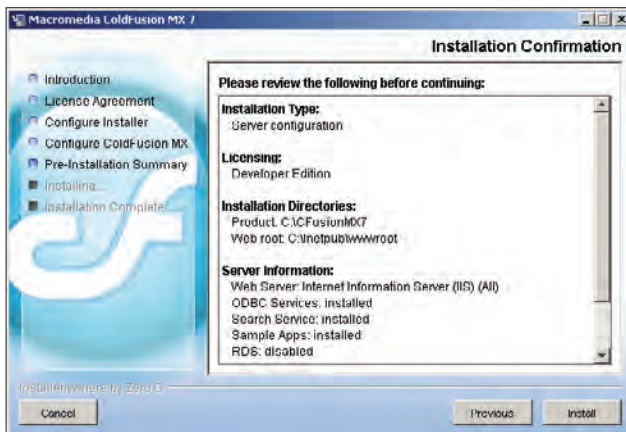 Macromedia ColdFusion MX 7
Installation Confirmation
Introduction
License Agreement
Configure Installer
Configure ColdFusion MX
Pre-Installation Summary
Installing...
Installation Complete
Please review the following before continuing:
Installation Type:
Server configuration
Licensing:
Developer Edition
Installation Directories:
Product: C:\CFusionMX7
Web root: C:\Inetpub\wwwroot
Server Information:
Web Server: Internet Information Server (IIS) (All)
ODBC Services: installed
Search Service: installed
Sample Apps: installed
RDS: disabled
InstallAnywhere by Zero G
Cancel
Previous
Install